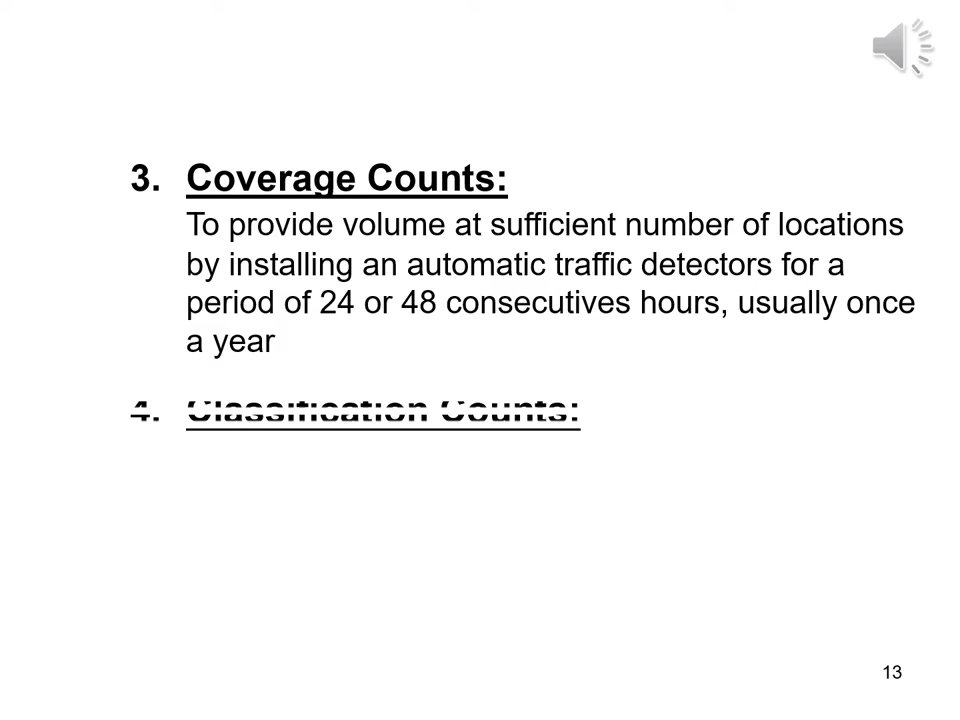 3. Coverage Counts:
To provide volume at sufficient number of locations
by installing an automatic traffic detectors for a
period of 24 or 48 consecutives hours, usually once
a year
4. Classification Counts:
13